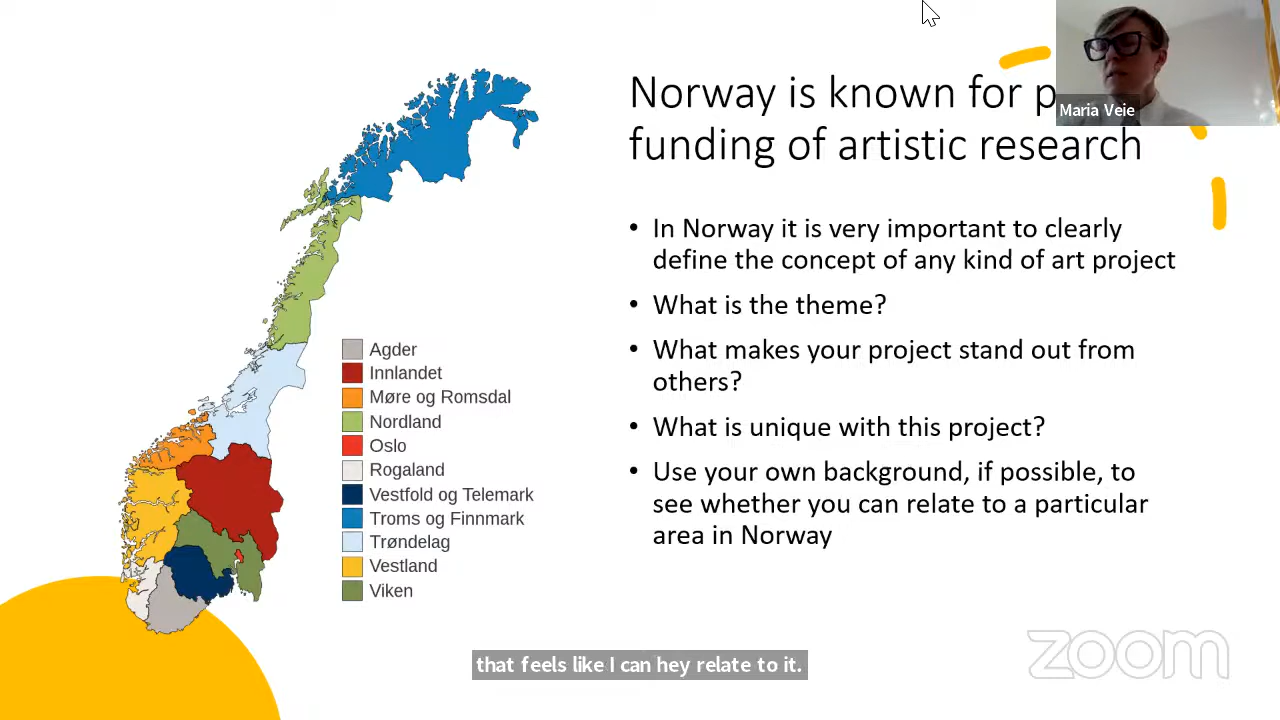 Norway is known for p
funding of artistic research
Maria Veie
• In Norway it is very important to clearly
define the concept of any kind of art project
• What is the theme?
• What makes your project stand out from
others?
• What is unique with this project?
• Use your own background, if possible, to
see whether you can relate to a particular
area in Norway
Agder
Innlandet
Møre og Romsdal
Nordland
Oslo
Rogaland
Vestfold og Telemark
Troms og Finnmark
Trøndelag
Vestland
Viken
that feels like I can hey relate to it.
zoom